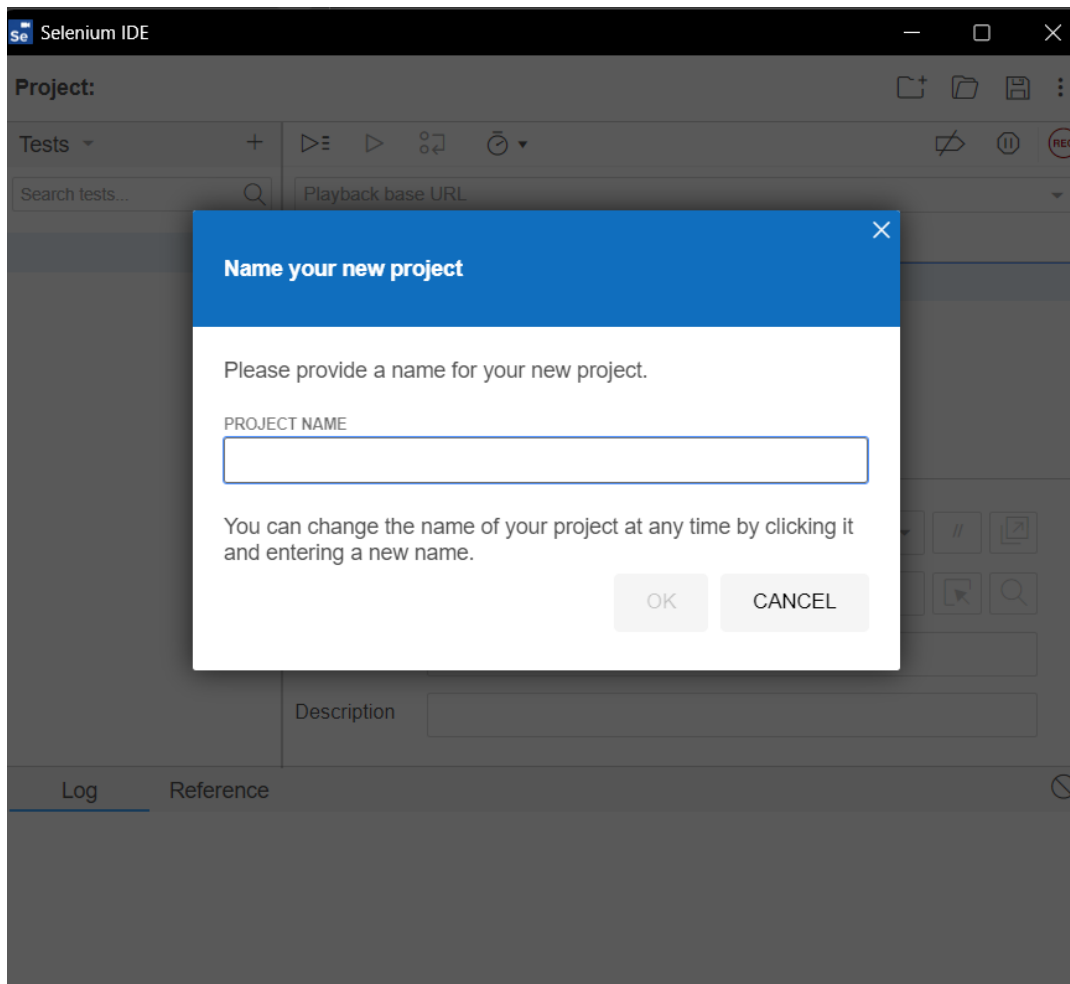 Se Selenium IDE
Project:
Tests
Search tests...
Playback base URL
REC
Name your new project
Please provide a name for your new project.
PROJECT NAME
You can change the name of your project at any time by clicking it
and entering a new name.
OK CANCEL
//
Description
Log Reference